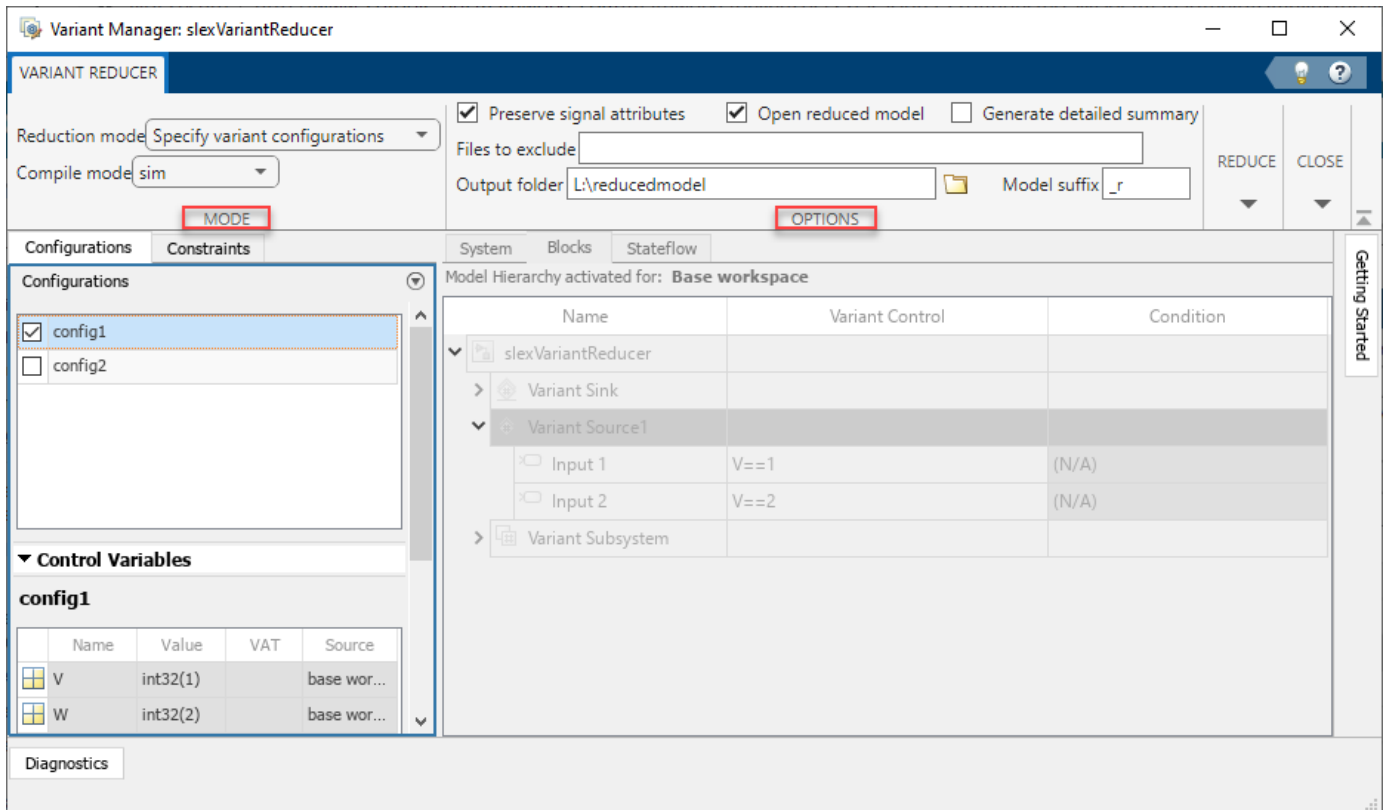 Variant Manager: slexVariantReducer
VARIANT REDUCER
?
Reduction mode Specify variant configurations
Compile mode sim
MODE
Preserve signal attributes Open reduced model Generate detailed summary
Files to exclude
Output folder L:\reducedmodel Model suffix _r
OPTIONS
REDUCE CLOSE
Configurations Constraints
Configurations
config1
config2
Control Variables
config1
Name Value VAT Source
V int32(1) base wor...
W int32(2) base wor...
System Blocks Stateflow
Model Hierarchy activated for: Base workspace
Name Variant Control Condition
slexVariantReducer
Variant Sink
Variant Source1
Input 1 V==1 (N/A)
Input 2 V==2 (N/A)
Variant Subsystem
Getting Started
Diagnostics